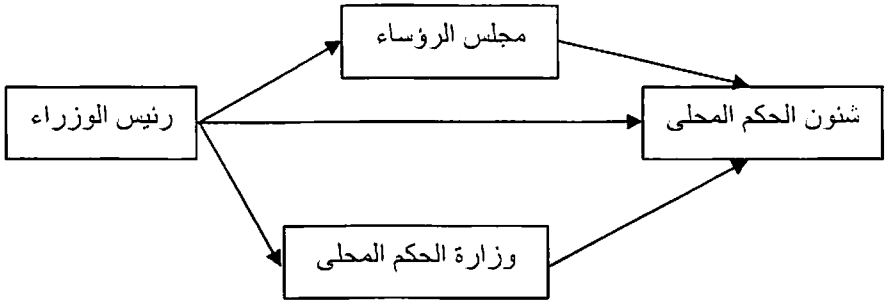 مجلس الرؤساء
رئيس الوزراء
شئون الحكم المحلى
وزارة الحكم المحلى